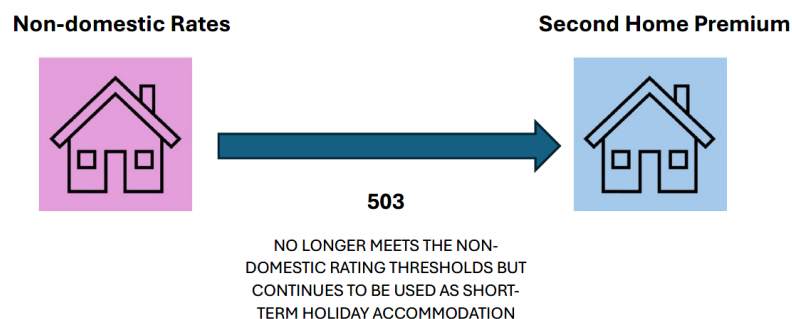 Non-domestic Rates
Second Home Premium
503
NO LONGER MEETS THE NON-
DOMESTIC RATING THRESHOLDS BUT
CONTINUES TO BE USED AS SHORT-
TERM HOLIDAY ACCOMMODATION